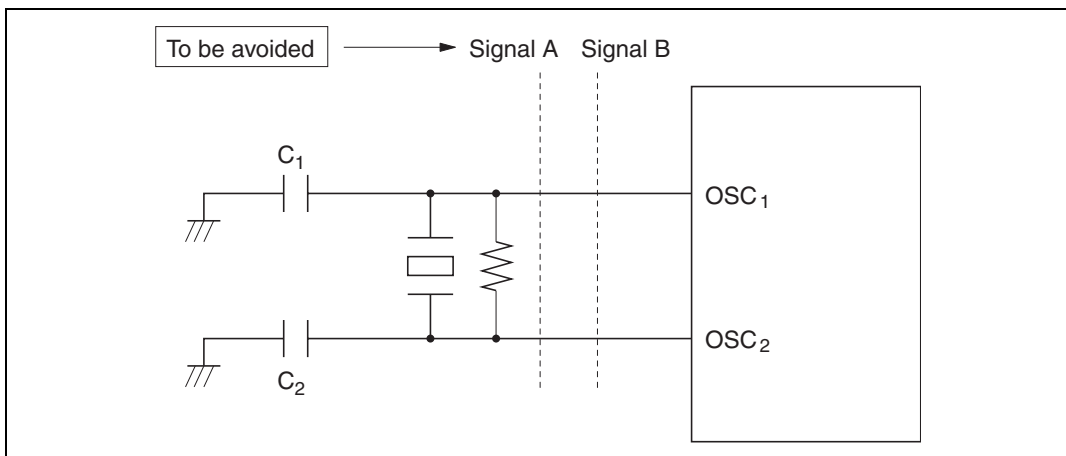 To be avoided
Signal A Signal B
C₁
OSC₁
OSC₂
C₂